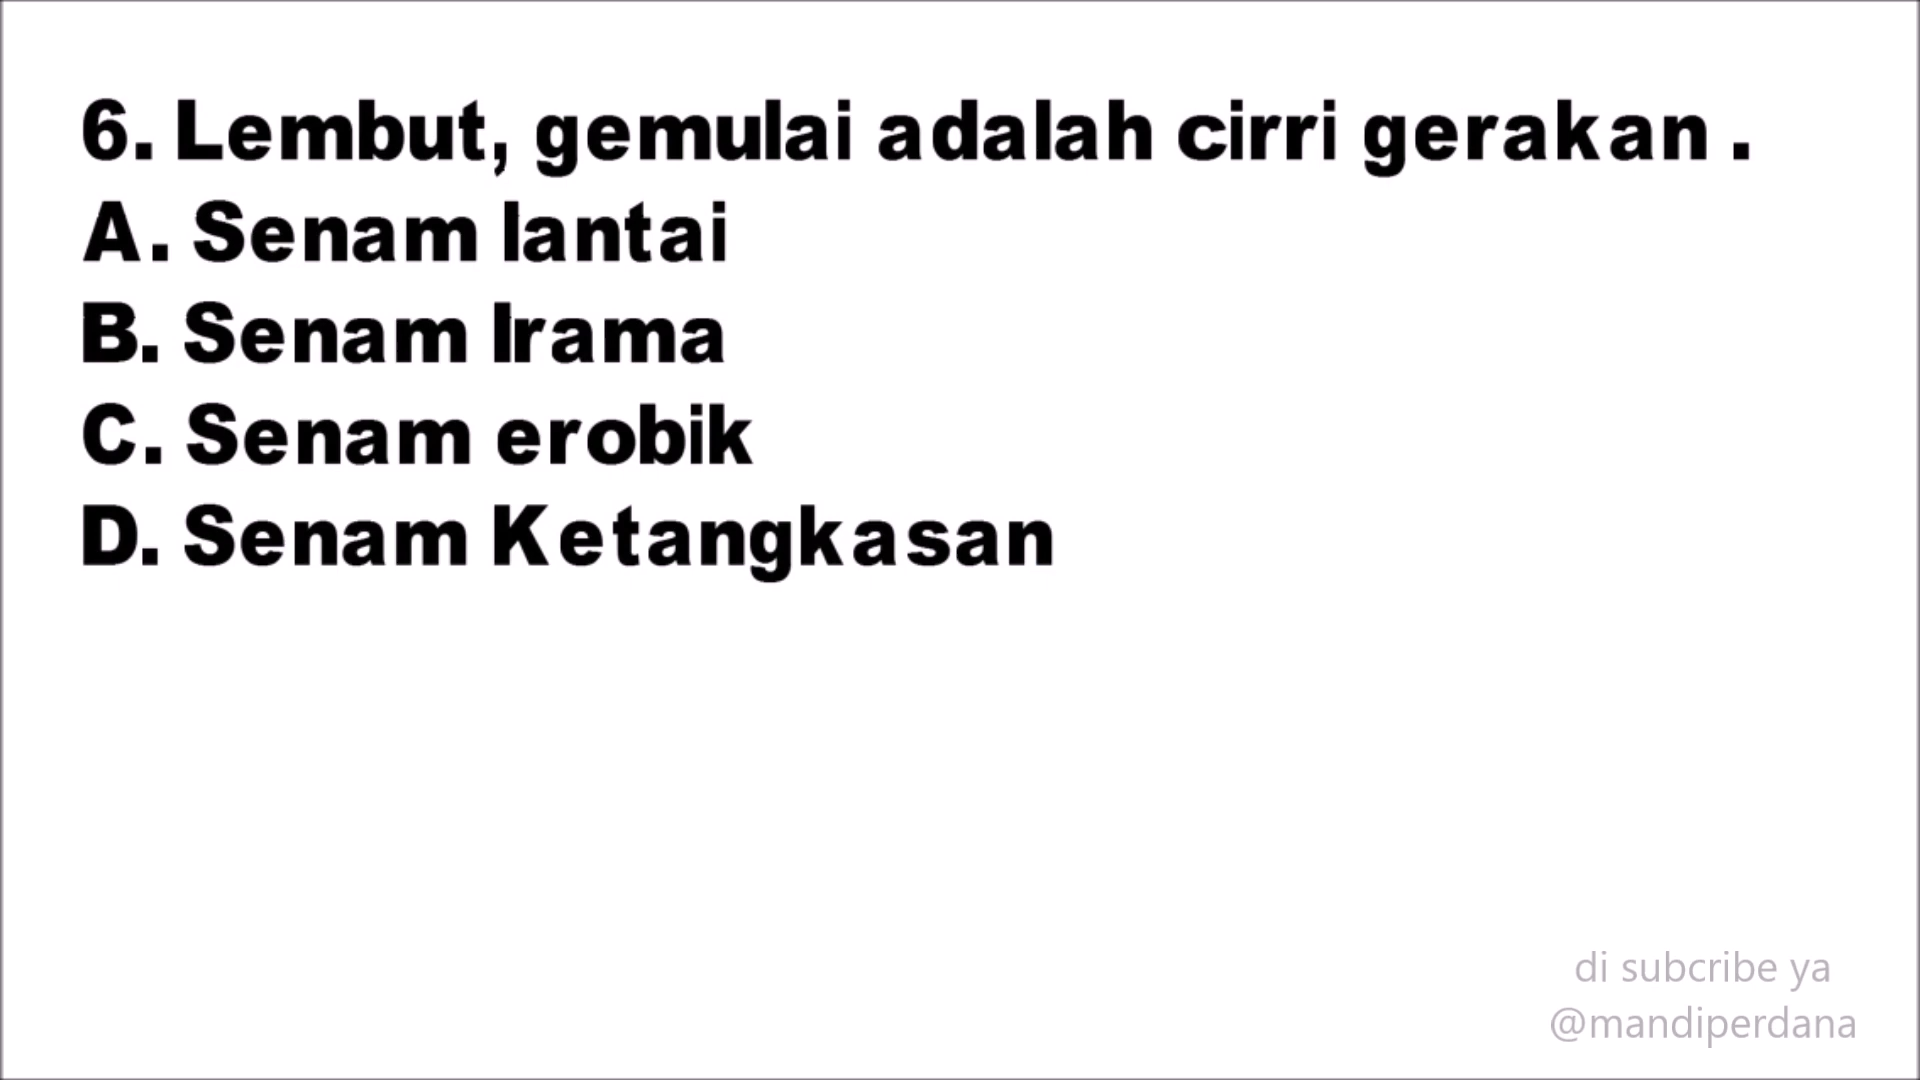 6. Lembut, gemulai adalah cirri gerakan .
A. Senam lantai
B. Senam Irama
C. Senam erobik
D. Senam Ketangkasan
di subcribe ya
@mandiperdana